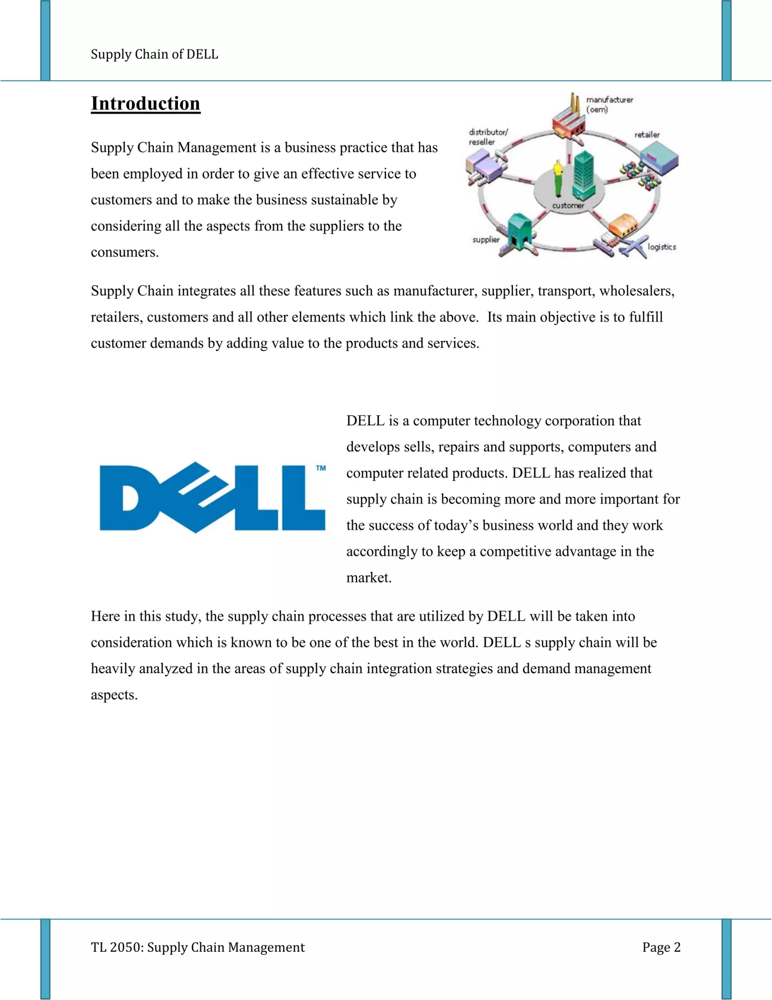 Supply Chain of DELL
Introduction
manufacturer
(oem)
distributor/
reseller
retailer
customer
supplier
logistics
Supply Chain Management is a business practice that has
been employed in order to give an effective service to
customers and to make the business sustainable by
considering all the aspects from the suppliers to the
consumers.
Supply Chain integrates all these features such as manufacturer, supplier, transport, wholesalers,
retailers, customers and all other elements which link the above.  Its main objective is to fulfill
customer demands by adding value to the products and services.
DELL™
DELL is a computer technology corporation that
develops sells, repairs and supports, computers and
computer related products. DELL has realized that
supply chain is becoming more and more important for
the success of today’s business world and they work
accordingly to keep a competitive advantage in the
market.
Here in this study, the supply chain processes that are utilized by DELL will be taken into
consideration which is known to be one of the best in the world. DELL s supply chain will be
heavily analyzed in the areas of supply chain integration strategies and demand management
aspects.
TL 2050: Supply Chain Management
Page 2